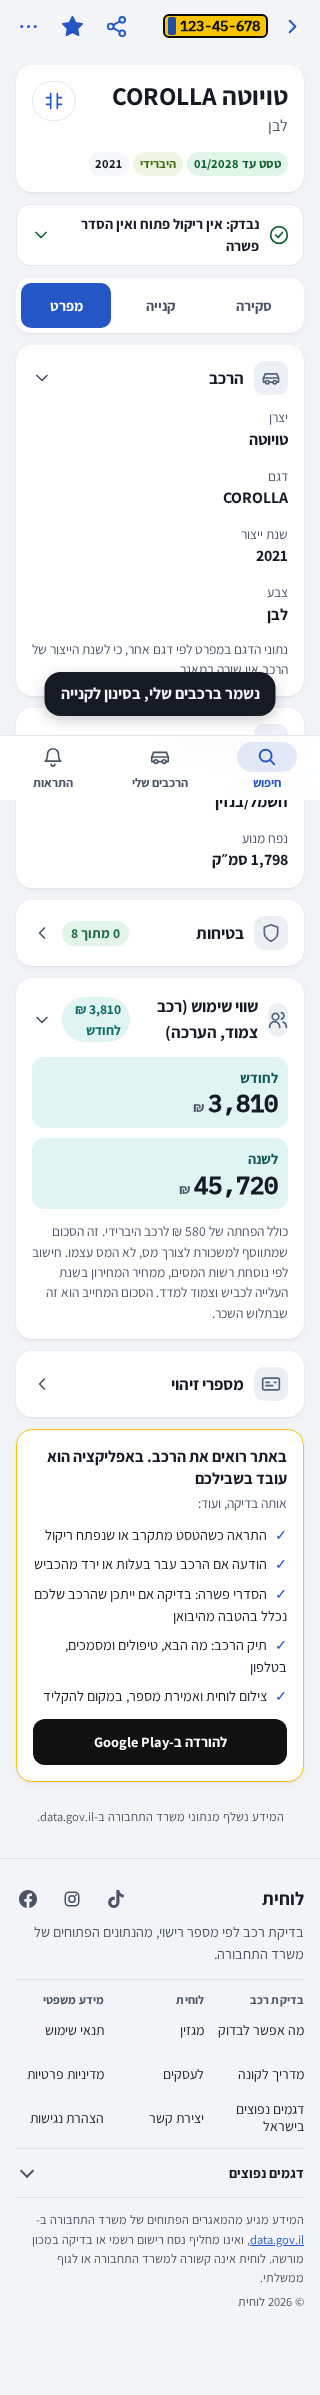 123-45-678
טויוטה COROLLA
לבן
טסט עד 01/2028
היברידי
2021
נבדק: אין ריקול פתוח ואין הסדר
פשרה
סקירה
קנייה
מפרט
הרכב
יצרן
טויוטה
דגם
COROLLA
שנת ייצור
2021
צבע
לבן
נתוני הדגם במפרט לפי דגם אחר, כי לשנת הייצור של
הרכב אין שורה במאגר
נשמר ברכבים שלי, בסינון לקנייה
חיפוש
הרכבים שלי
התראות
חשמל/בנזין
נפח מנוע
1,798 סמ״ק
בטיחות
0 מתוך 8
שווי שימוש (רכב
צמוד, הערכה)
3,810 ₪
לחודש
לחודש
3,810 ₪
לשנה
45,720 ₪
כולל הפחתה של 580 ₪ לרכב היברידי. זה הסכום
שמתווסף למשכורת לצורך מס, לא המס עצמו. חישוב
לפי נוסחת רשות המסים, ממחיר המחירון בשנת
העלייה לכביש וצמוד למדד. הסכום המחייב הוא זה
שבתלוש השכר.
מספרי זיהוי
באתר רואים את הרכב. באפליקציה הוא
עובד בשבילכם
אותה בדיקה, ועוד:
✓ התראה כשהטסט מתקרב או שנפתח ריקול
✓ הודעה אם הרכב עבר בעלות או ירד מהכביש
✓ הסדרי פשרה: בדיקה אם ייתכן שהרכב שלכם
נכלל בהטבה מהיבואן
✓ תיק הרכב: מה הבא, טיפולים ומסמכים,
בטלפון
✓ צילום לוחית ואמירת מספר, במקום להקליד
להורדה ב-Google Play
המידע נשלף מנתוני משרד התחבורה ב-data.gov.il.
לוחית
בדיקת רכב לפי מספר רישוי, מהנתונים הפתוחים של
משרד התחבורה.
בדיקת רכב
לוחית
מידע משפטי
מה אפשר לבדוק
מגזין
תנאי שימוש
מדריך לקונה
לעסקים
מדיניות פרטיות
דגמים נפוצים
בישראל
יצירת קשר
הצהרת נגישות
דגמים נפוצים
המידע מגיע מהמאגרים הפתוחים של משרד התחבורה ב-
data.gov.il, ואינו מחליף נסח רישום רשמי או בדיקה במכון
מורשה. לוחית אינה קשורה למשרד התחבורה או לגוף
ממשלתי.
© 2026 לוחית